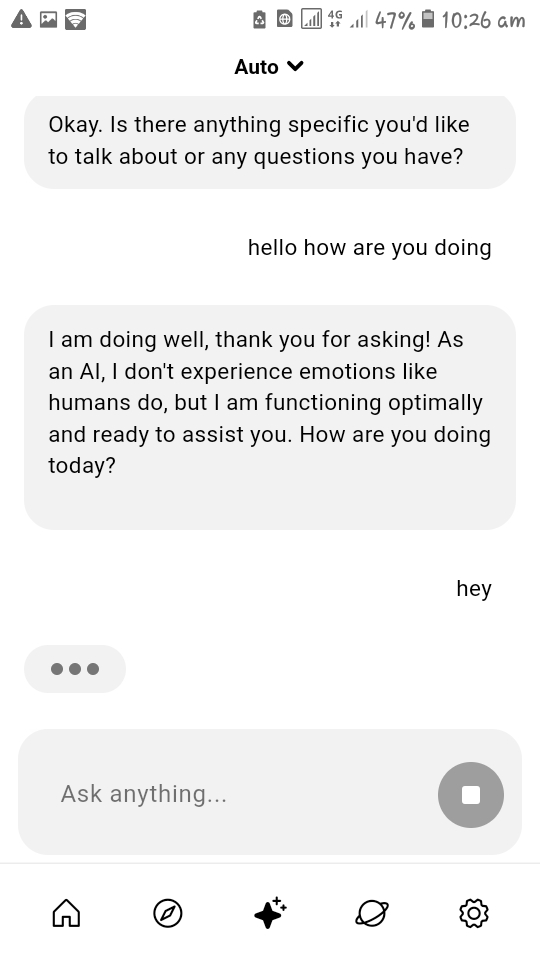 4G 47% 10:26 am
Auto
Okay. Is there anything specific you'd like
to talk about or any questions you have?
hello how are you doing
I am doing well, thank you for asking! As
an AI, I don't experience emotions like
humans do, but I am functioning optimally
and ready to assist you. How are you doing
today?
hey
Ask anything...